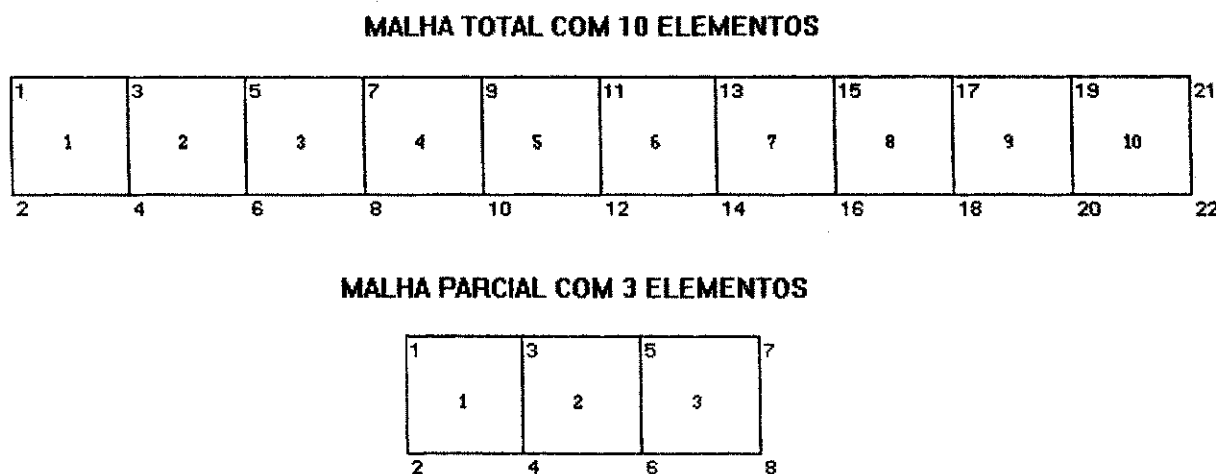 MALHA TOTAL COM 10 ELEMENTOS
1 3 5 7 9 11 13 15 17 19 21
1 2 3 4 5 6 7 8 9 10
2 4 6 8 10 12 14 16 18 20 22
MALHA PARCIAL COM 3 ELEMENTOS
1 3 5 7
1 2 3
2 4 6 8